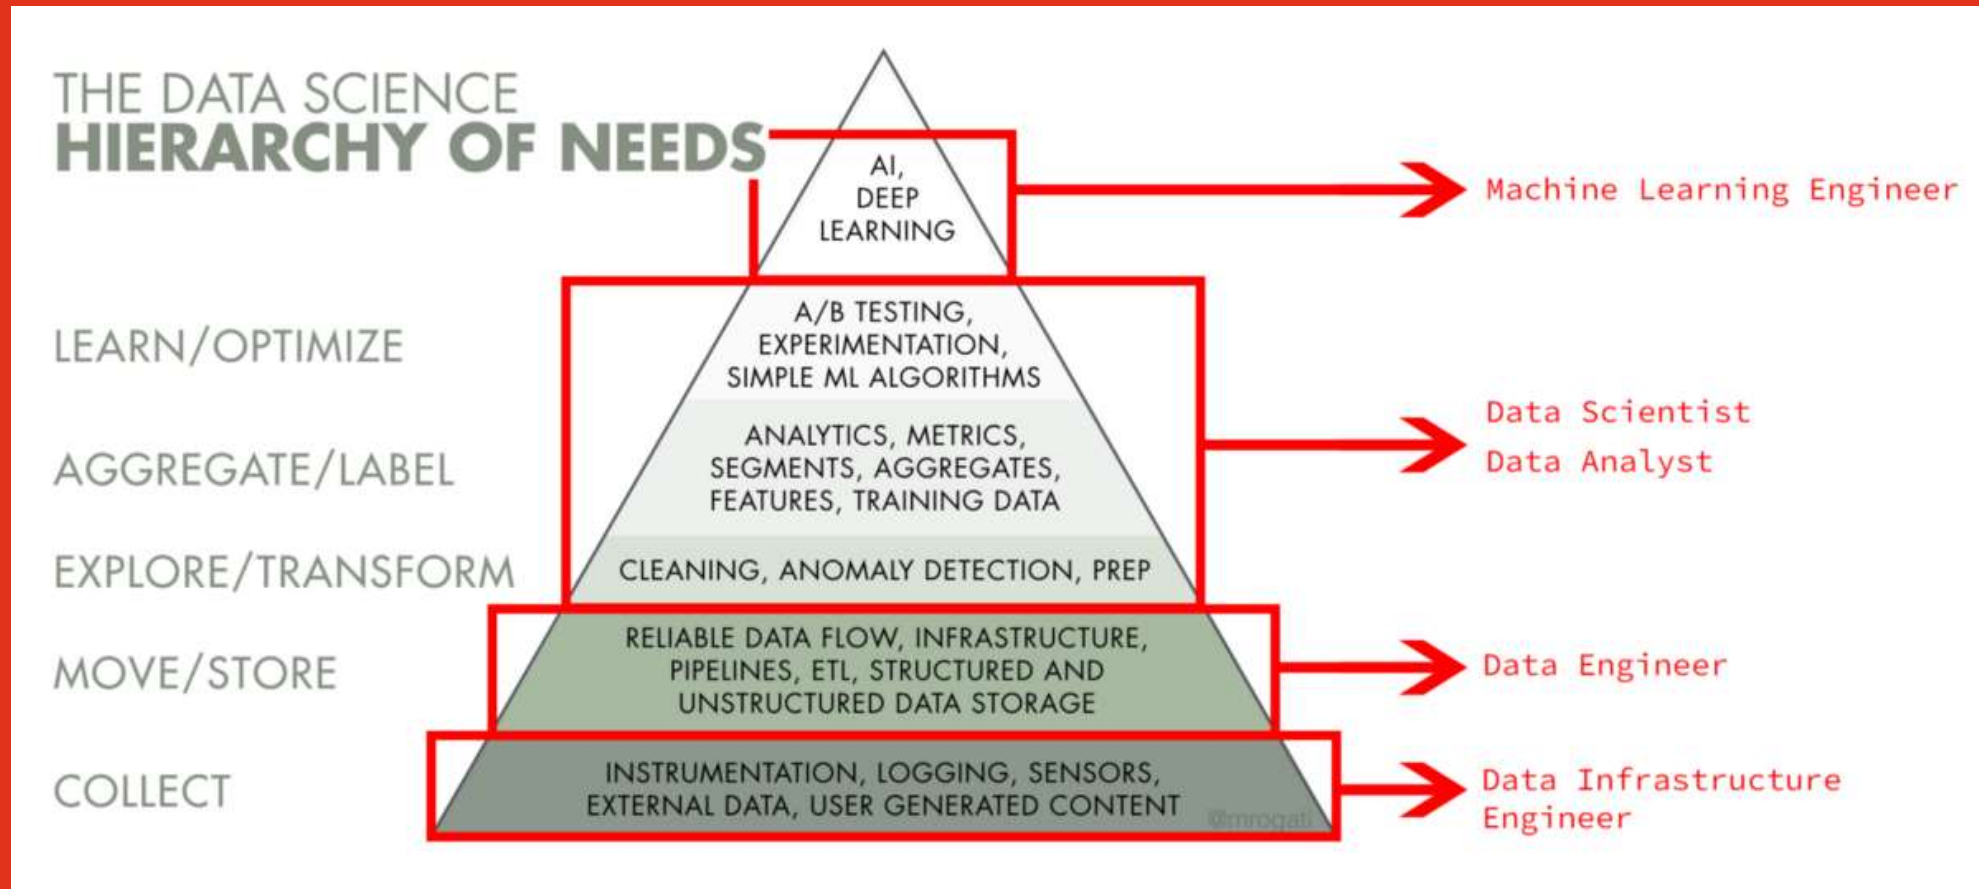 THE DATA SCIENCE
HIERARCHY OF NEEDS
AI,
DEEP
LEARNING
Machine Learning Engineer
LEARN/OPTIMIZE
A/B TESTING,
EXPERIMENTATION,
SIMPLE ML ALGORITHMS
AGGREGATE/LABEL
ANALYTICS, METRICS,
SEGMENTS, AGGREGATES,
FEATURES, TRAINING DATA
Data Scientist
Data Analyst
EXPLORE/TRANSFORM
CLEANING, ANOMALY DETECTION, PREP
MOVE/STORE
RELIABLE DATA FLOW, INFRASTRUCTURE,
PIPELINES, ETL, STRUCTURED AND
UNSTRUCTURED DATA STORAGE
Data Engineer
COLLECT
INSTRUMENTATION, LOGGING, SENSORS,
EXTERNAL DATA, USER GENERATED CONTENT
@mrogati
Data Infrastructure
Engineer